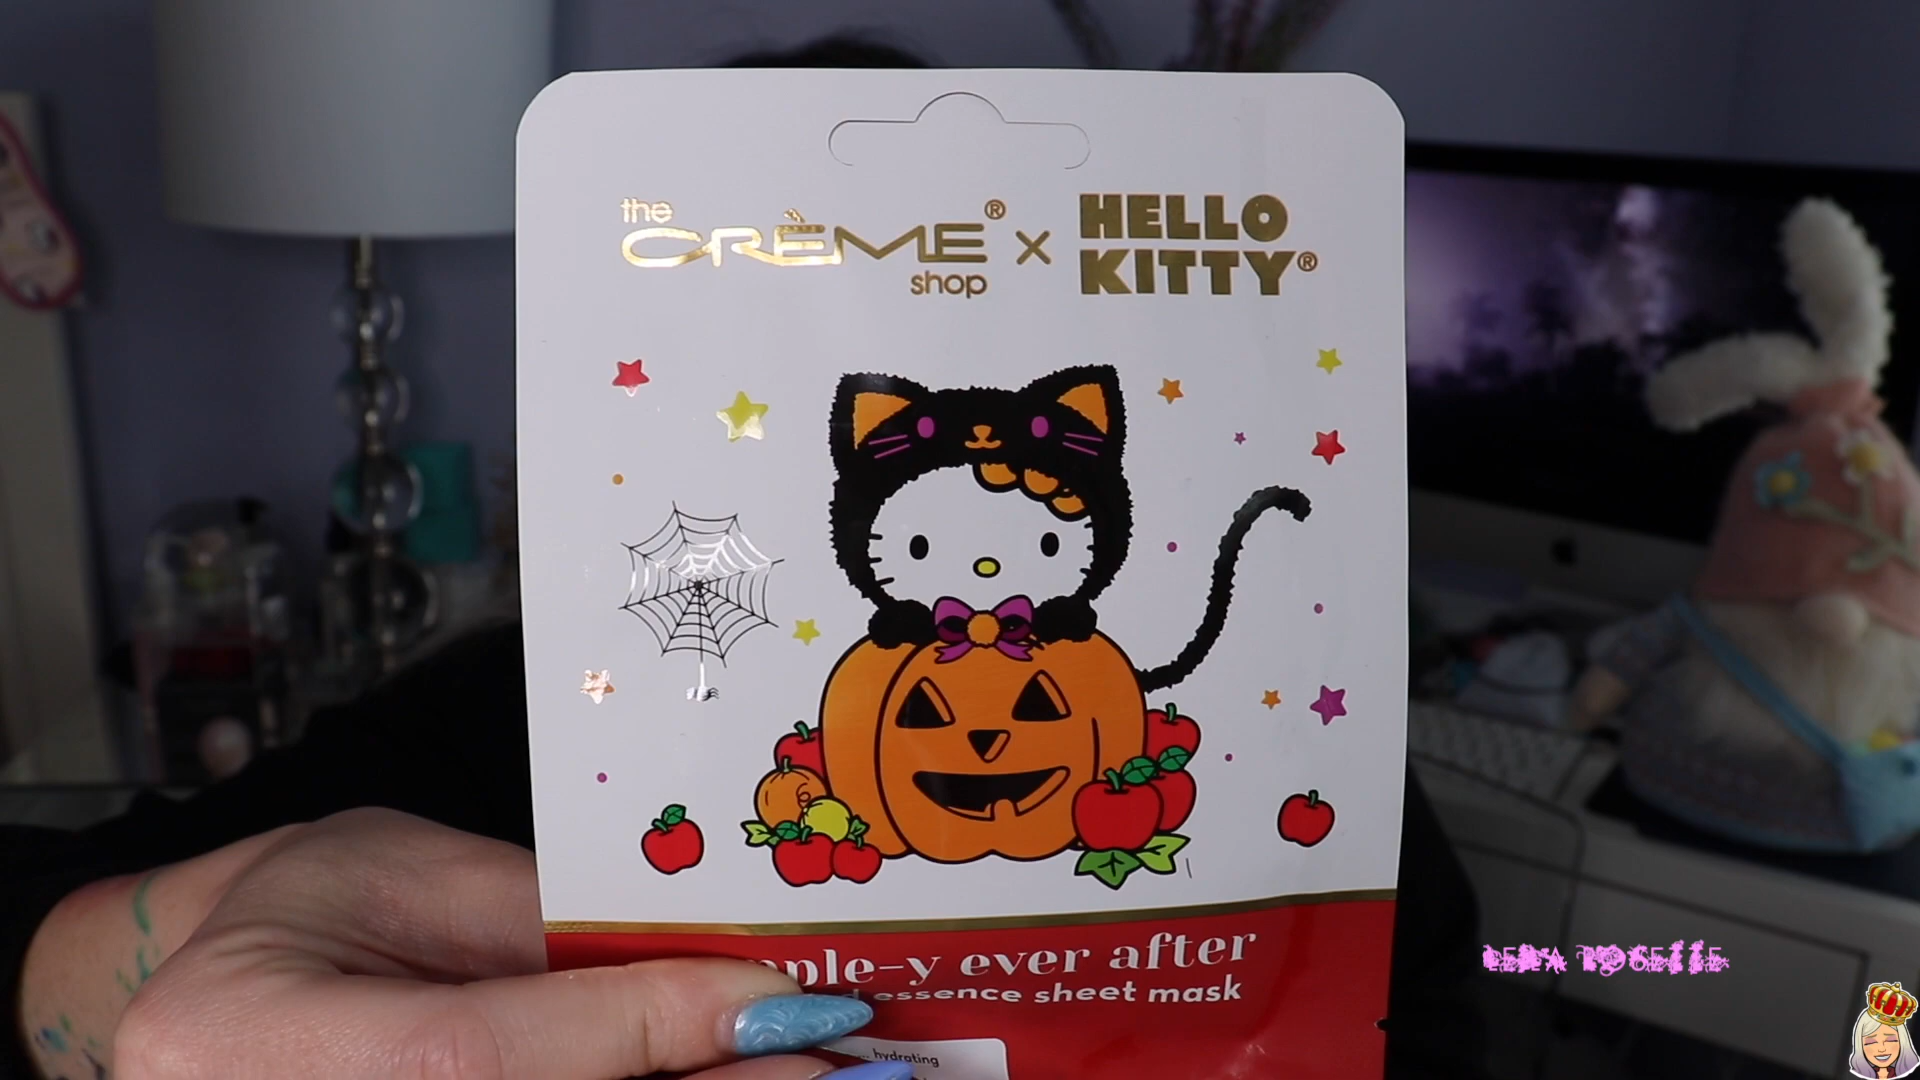 the
CRÈME®
shop
x
HELLO
KITTY®
ple-y ever after
essence sheet mask
hydrating